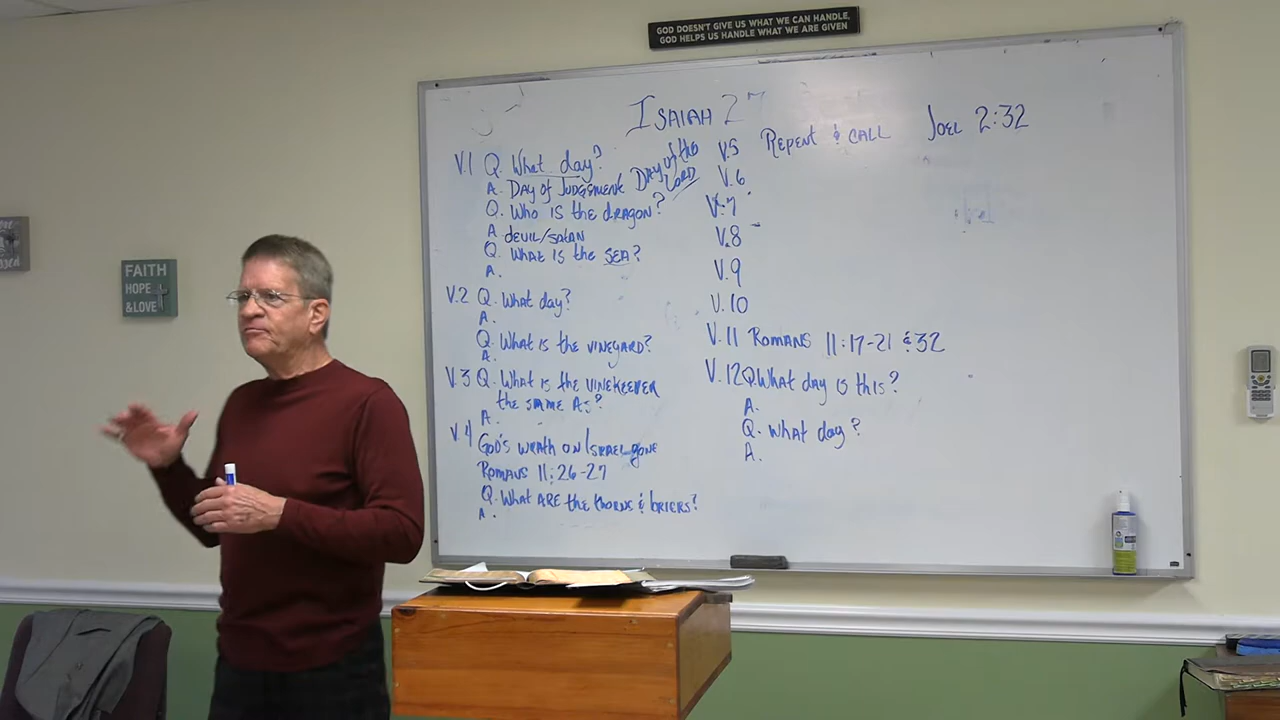 GOD DOESN'T GIVE US WHAT WE CAN HANDLE,
GOD HELPS US HANDLE WHAT WE ARE GIVEN
FAITH
HOPE
& LOVE
ISAIAH 27
V.1 Q. What day?
A. DAY OF JUDGEMENT DAY of the LORD
Q. Who is the dragon?
A. devil/satan
Q. What is the SEA?
A.
V.2 Q. What day?
A.
Q. What is the VINEYARD?
A.
V.3 Q. What is the VINEKEEPER
the same As?
A.
V.4 God's wrath on Israel gone
Romans 11:26-27
Q. What ARE the thorns & briers?
A.
V.5 Repent & CALL Joel 2:32
V.6
V.7
V.8
V.9
V.10
V.11 Romans 11:17-21 & 32
V.12 Q. What day is this?
A.
Q. What day?
A.